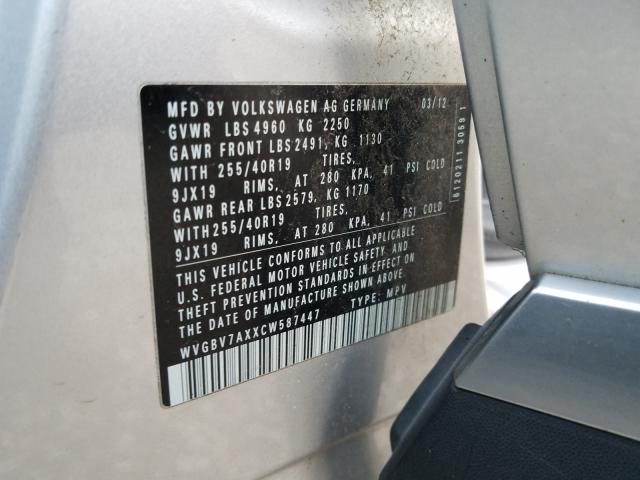 MFD BY VOLKSWAGEN AG GERMANY 03/12
GVWR LBS 4960 KG 2250
GAWR FRONT LBS 2491, KG 1130
WITH 255/40R19 TIRES,
9JX19 RIMS, AT 280 KPA, 41 PSI COLD
GAWR REAR LBS 2579, KG 1170
WITH 255/40R19 TIRES,
9JX19 RIMS, AT 280 KPA, 41 PSI COLD
THIS VEHICLE CONFORMS TO ALL APPLICABLE
U.S. FEDERAL MOTOR VEHICLE SAFETY AND
THEFT PREVENTION STANDARDS IN EFFECT ON
THE DATE OF MANUFACTURE SHOWN ABOVE.
WVGBV7AXXCW587447 TYPE: MPV
6120211 3059 1